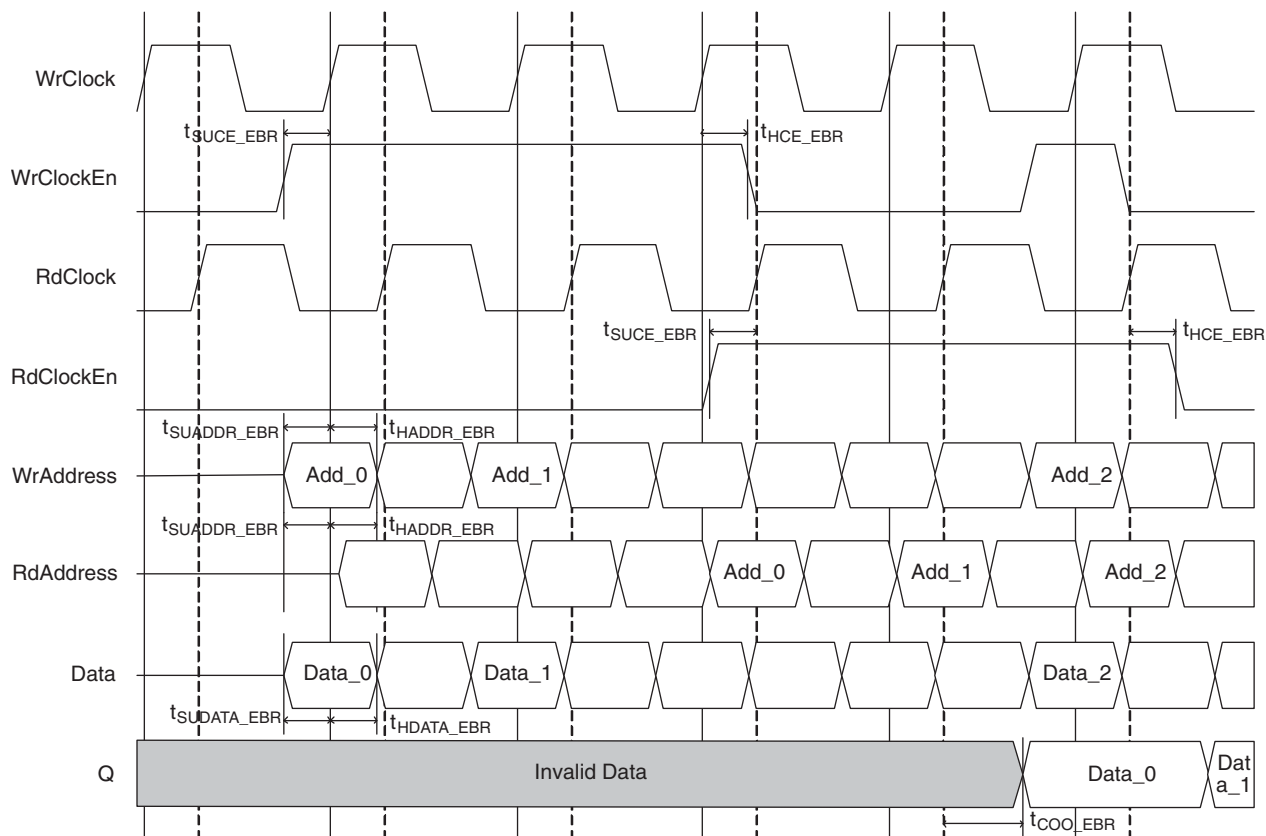 WrClock
tSUCE_EBR
tHCE_EBR
WrClockEn
RdClock
tSUCE_EBR
tHCE_EBR
RdClockEn
tSUADDR_EBR
tHADDR_EBR
WrAddress
Add_0
Add_1
Add_2
tSUADDR_EBR
tHADDR_EBR
RdAddress
Add_0
Add_1
Add_2
Data
Data_0
Data_1
Data_2
tSUDATA_EBR
tHDATA_EBR
Q
Invalid Data
Data_0
Dat
a_1
tCOO_EBR